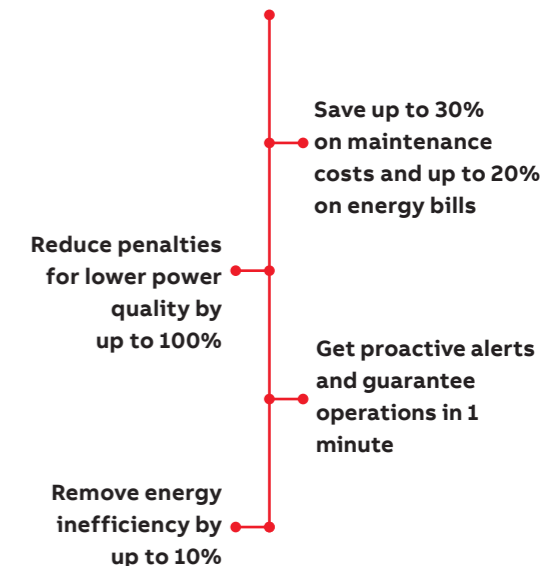 Save up to 30%
on maintenance
costs and up to 20%
on energy bills
Reduce penalties
for lower power
quality by
up to 100%
Get proactive alerts
and guarantee
operations in 1
minute
Remove energy
inefficiency by
up to 10%